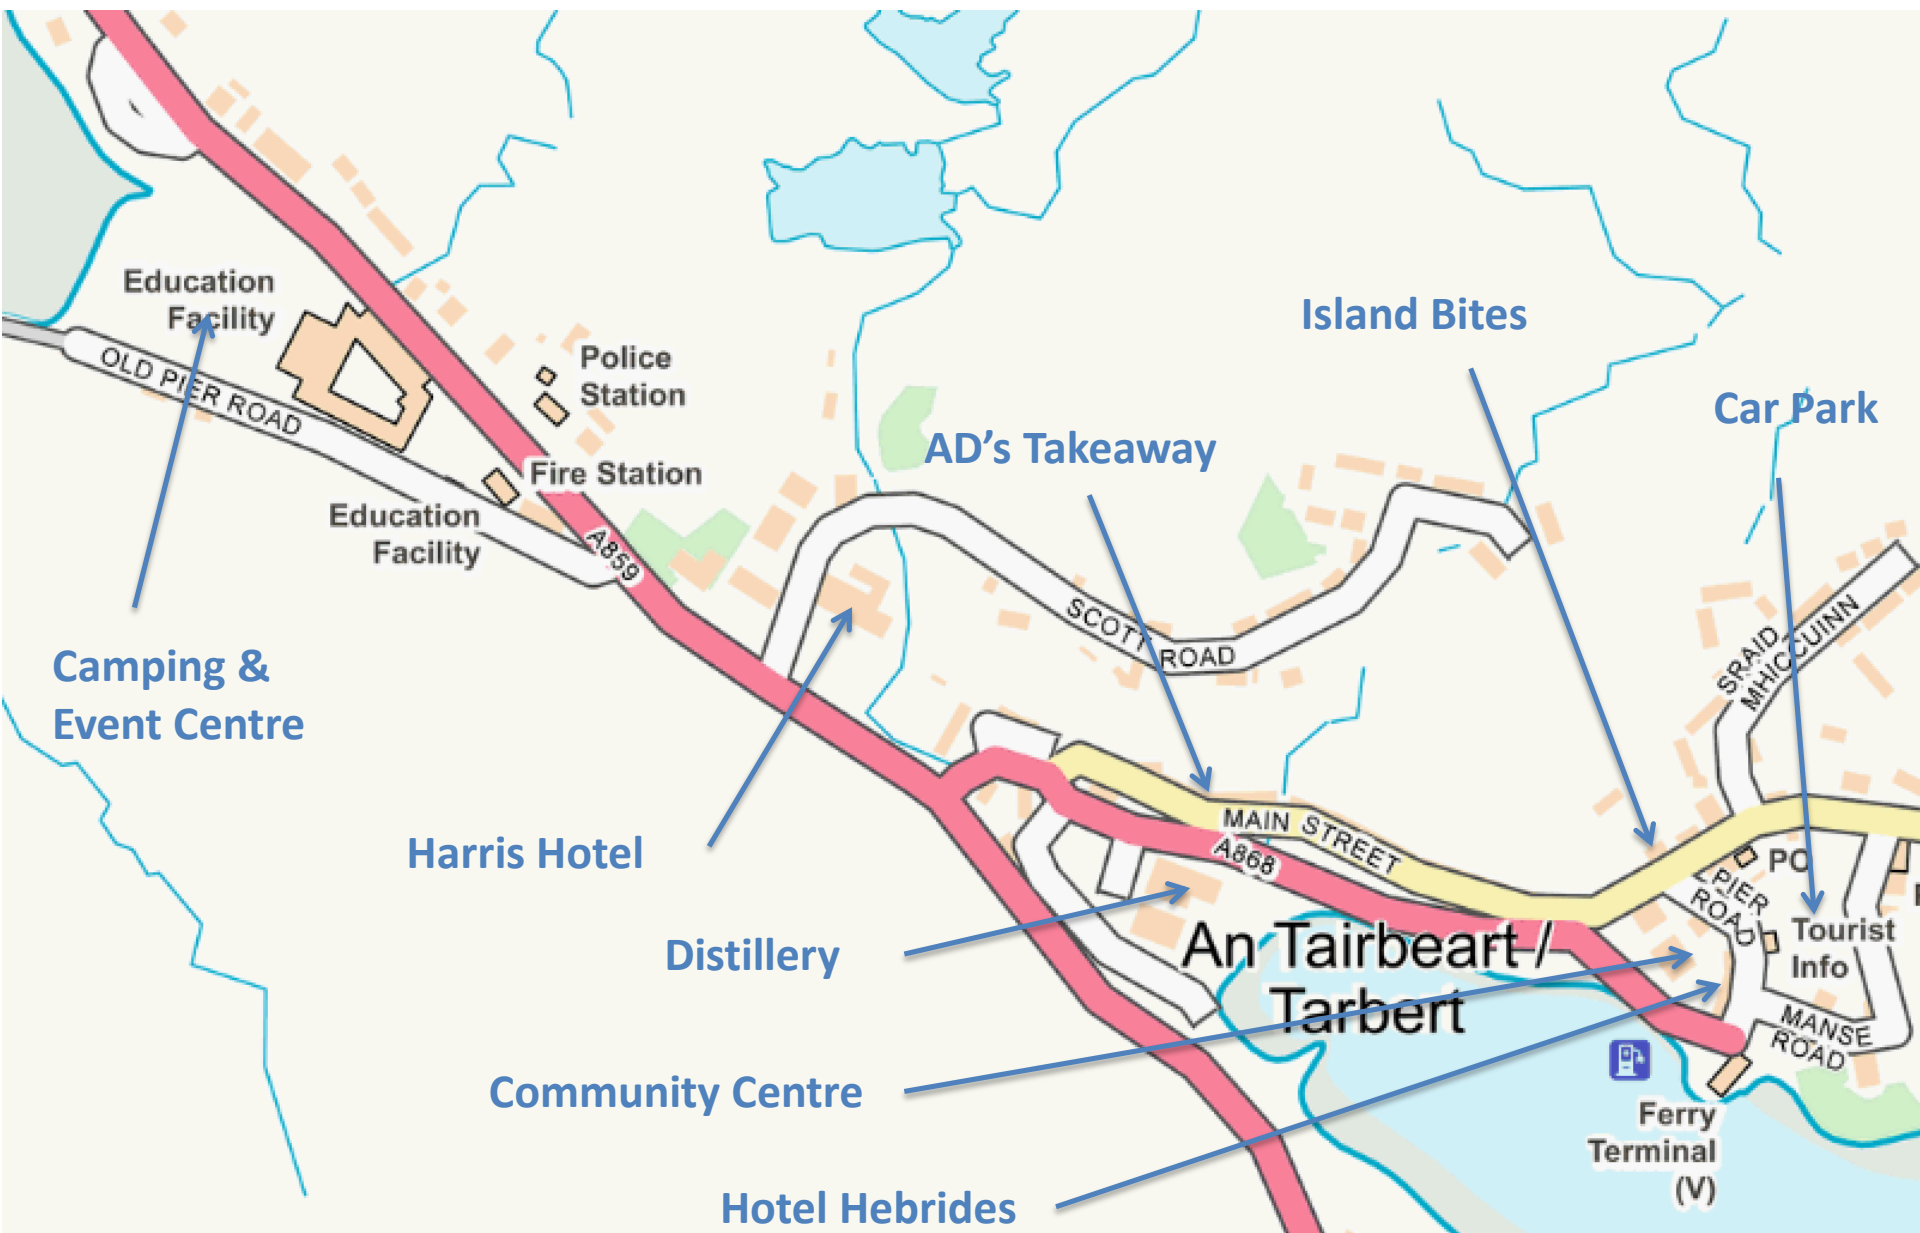 Education
Facility
OLD PIER ROAD
Police
Station
Fire Station
Education
Facility
A859
Island Bites
Car Park
AD's Takeaway
SCOTT ROAD
SRAID
MHICCUINN
Camping &
Event Centre
Harris Hotel
MAIN STREET
A868
PO
PIER
ROAD
Distillery
An Tairbeart /
Tarbert
Tourist
Info
MANSE
ROAD
Community Centre
Ferry
Terminal
(V)
Hotel Hebrides